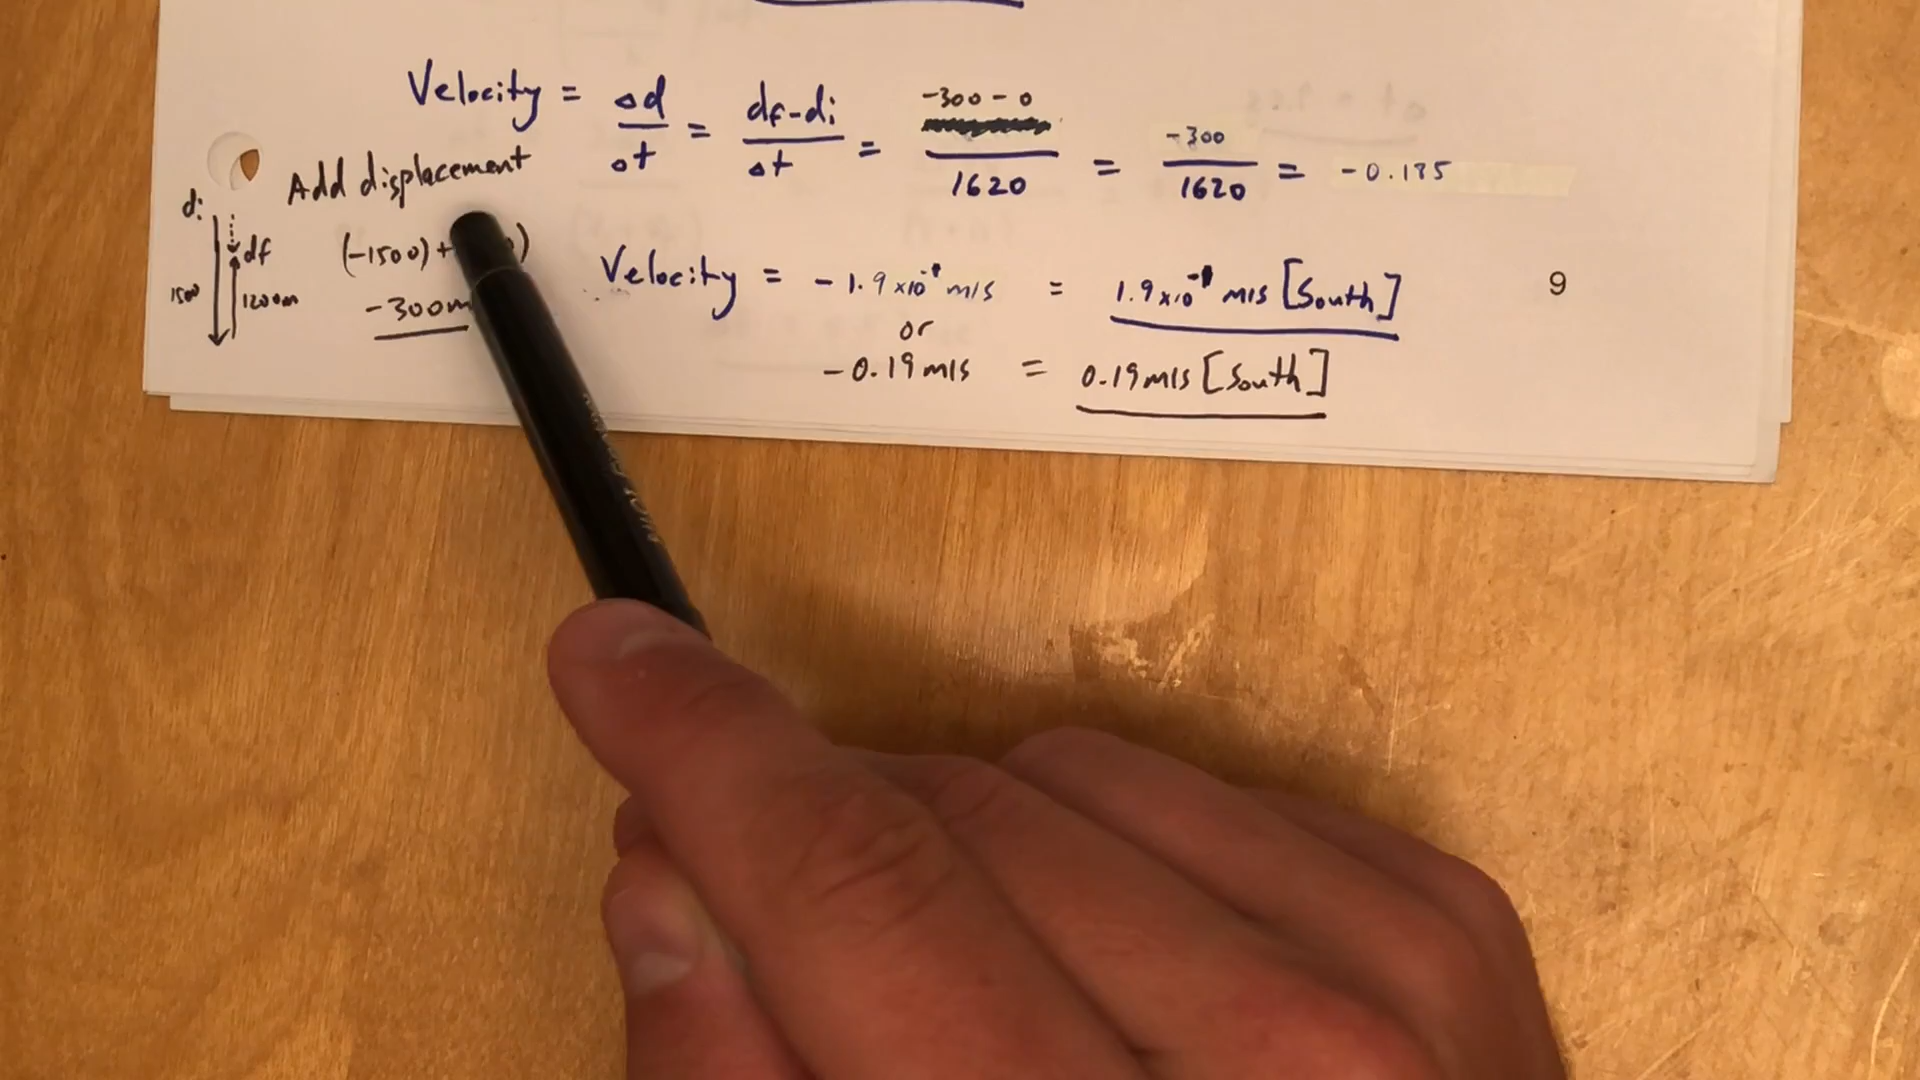 Velocity = Δd/Δt = df-di/Δt = -300 - 0/1620 = -300/1620 = -0.185
Add displacement
di
df
1500
1200m
(-1500)+
-300m
Velocity = -1.9x10⁻¹ m/s = 1.9x10⁻¹ m/s [South]
or
-0.19 m/s = 0.19 m/s [South]
9